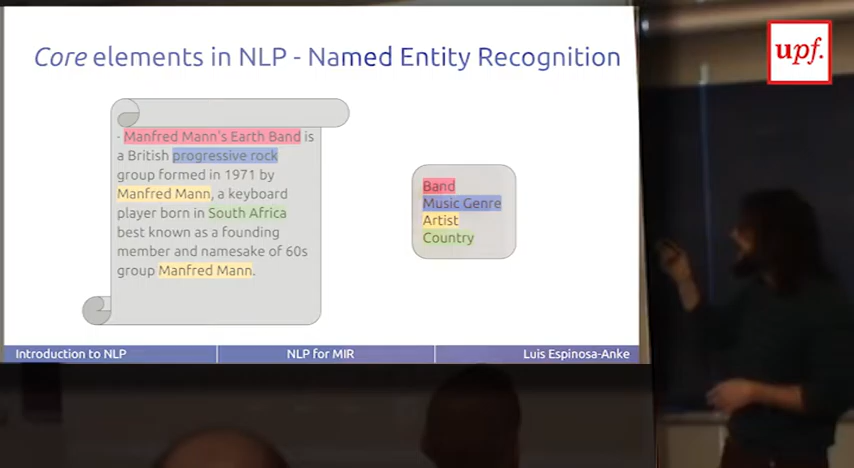 Core elements in NLP - Named Entity Recognition
upf.
- Manfred Mann's Earth Band is
a British progressive rock
group formed in 1971 by
Manfred Mann, a keyboard
player born in South Africa
best known as a founding
member and namesake of 60s
group Manfred Mann.
Band
Music Genre
Artist
Country
Introduction to NLP
NLP for MIR
Luis Espinosa-Anke